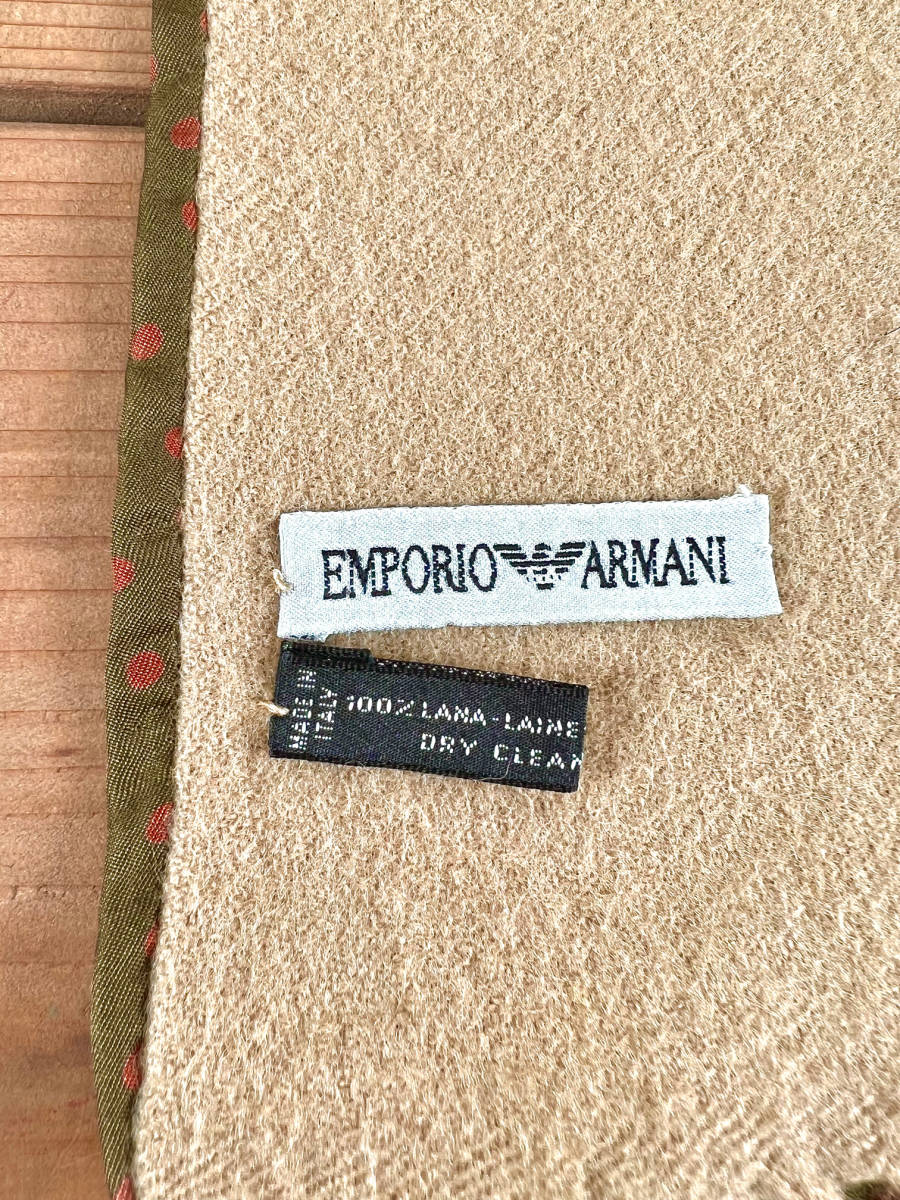 EMPORIO ARMANI
MADE IN
ITALY
100% LANA-LAINE
DRY CLEAN